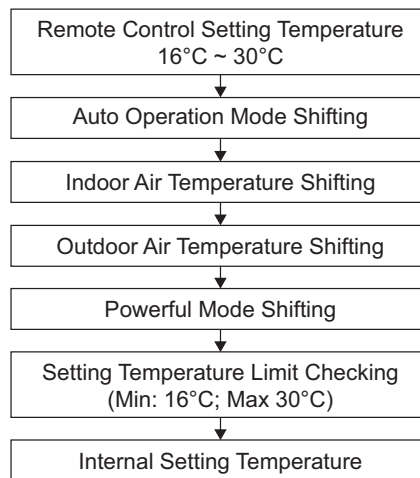 Remote Control Setting Temperature
16°C ~ 30°C
Auto Operation Mode Shifting
Indoor Air Temperature Shifting
Outdoor Air Temperature Shifting
Powerful Mode Shifting
Setting Temperature Limit Checking
(Min: 16°C; Max 30°C)
Internal Setting Temperature